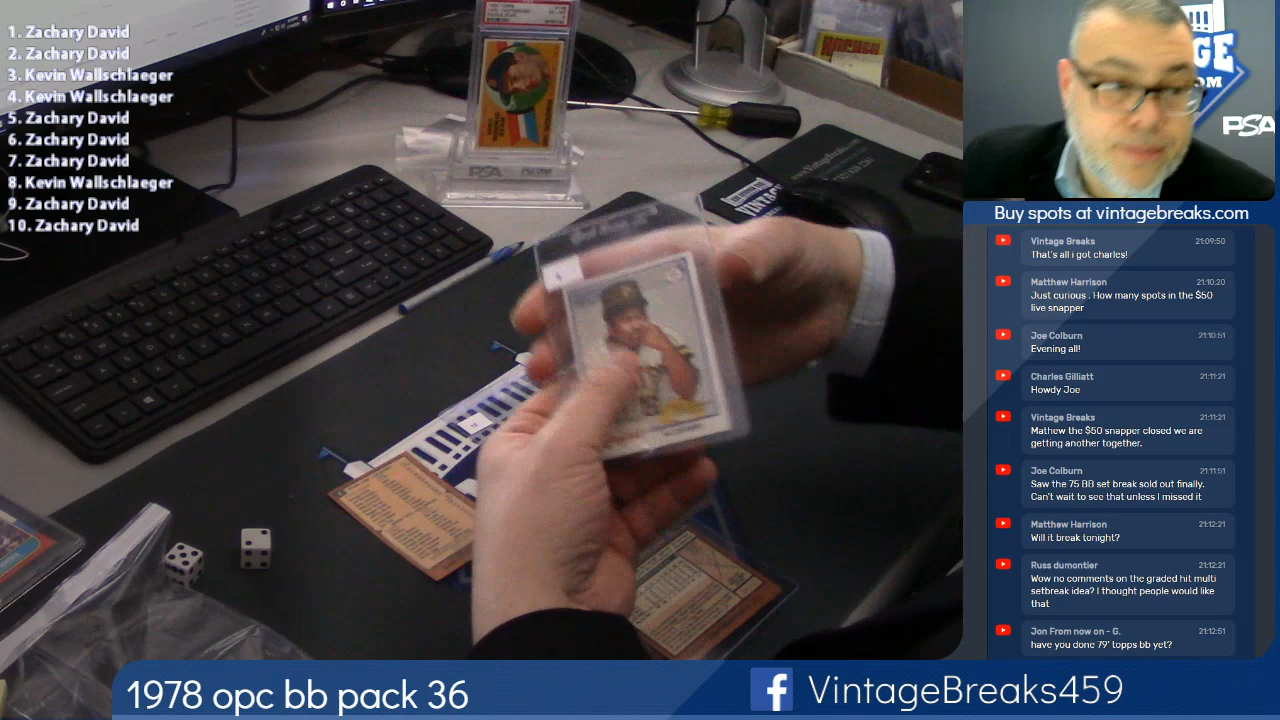 1. Zachary David
2. Zachary David
3. Kevin Wallschlaeger
4. Kevin Wallschlaeger
5. Zachary David
6. Zachary David
7. Zachary David
8. Kevin Wallschlaeger
9. Zachary David
10. Zachary David
PSA
GE
.COM
PSA
Buy spots at vintagebreaks.com
Vintage Breaks 21:09:50
That's all i got charles!
Matthew Harrison 21:10:20
Just curious . How many spots in the $50
live snapper
Joe Colburn 21:10:51
Evening all!
Charles Gilliatt 21:11:21
Howdy Joe
Vintage Breaks 21:11:21
Mathew the $50 snapper closed we are
getting another together.
Joe Colburn 21:11:51
Saw the 75 BB set break sold out finally.
Can't wait to see that unless I missed it
Matthew Harrison 21:12:21
Will it break tonight?
Russ dumontier 21:12:21
Wow no comments on the graded hit multi
setbreak idea? I thought people would like
that
Jon From now on - G. 21:12:51
have you done 79' topps bb yet?
1978 opc bb pack 36
f VintageBreaks459